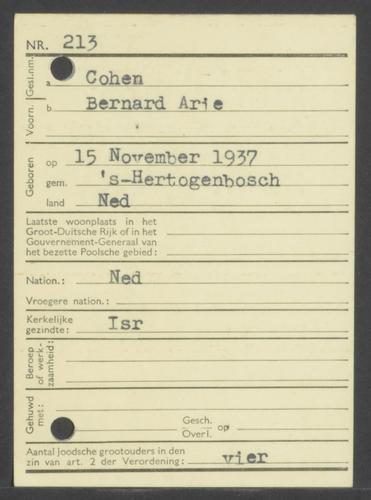 NR. 213
Gesl.nm. a Cohen
Voorn. b Bernard Arie
Geboren op 15 November 1937
gem. 's-Hertogenbosch
land Ned
Laatste woonplaats in het
Groot-Duitsche Rijk of in het
Gouvernement-Generaal van
het bezette Poolsche gebied:
Nation.: Ned
Vroegere nation.:
Kerkelijke
gezindte: Isr
Beroep
of werk-
zaamheid:
Gehuwd
met:
Gesch.
Overl. op
Aantal joodsche grootouders in den
zin van art. 2 der Verordening: vier